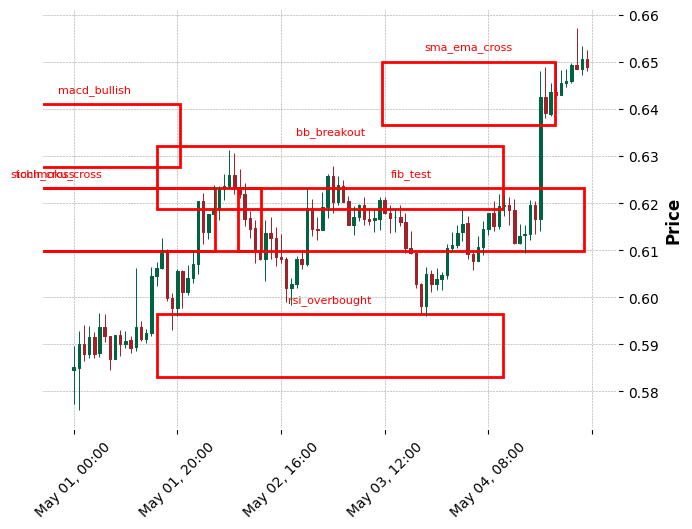 0.66
sma_ema_cross
0.65
macd_bullish
0.64
bb_breakout
0.63
fib_test
0.62
0.61
Price
0.60
rsi_overbought
0.59
0.58
May 01, 00:00
May 01, 20:00
May 02, 16:00
May 03, 12:00
May 04, 08:00